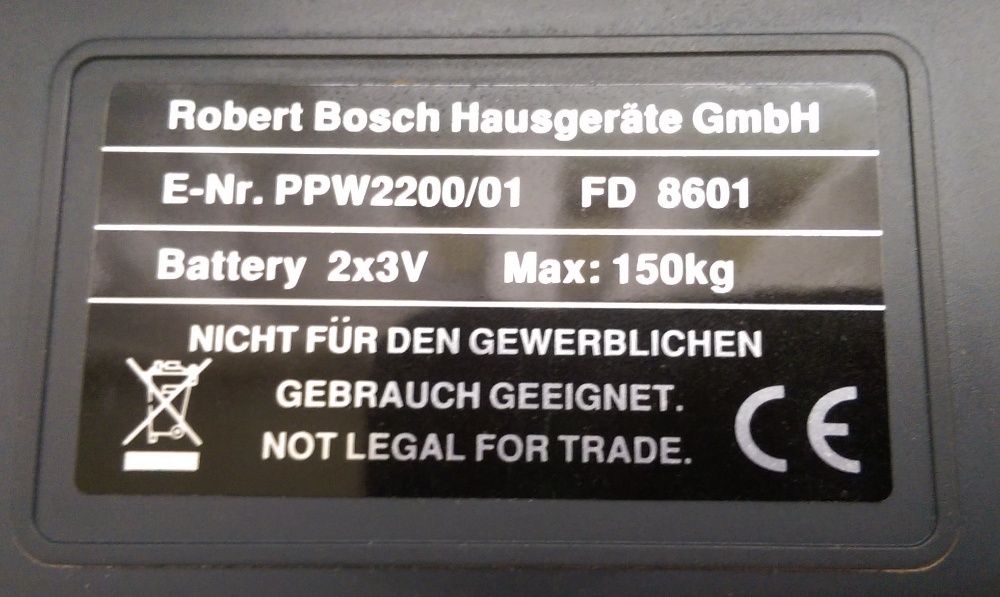 Robert Bosch Hausgeräte GmbH
E-Nr. PPW2200/01 FD 8601
Battery 2x3V Max: 150kg
NICHT FÜR DEN GEWERBLICHEN
GEBRAUCH GEEIGNET.
NOT LEGAL FOR TRADE.
CE